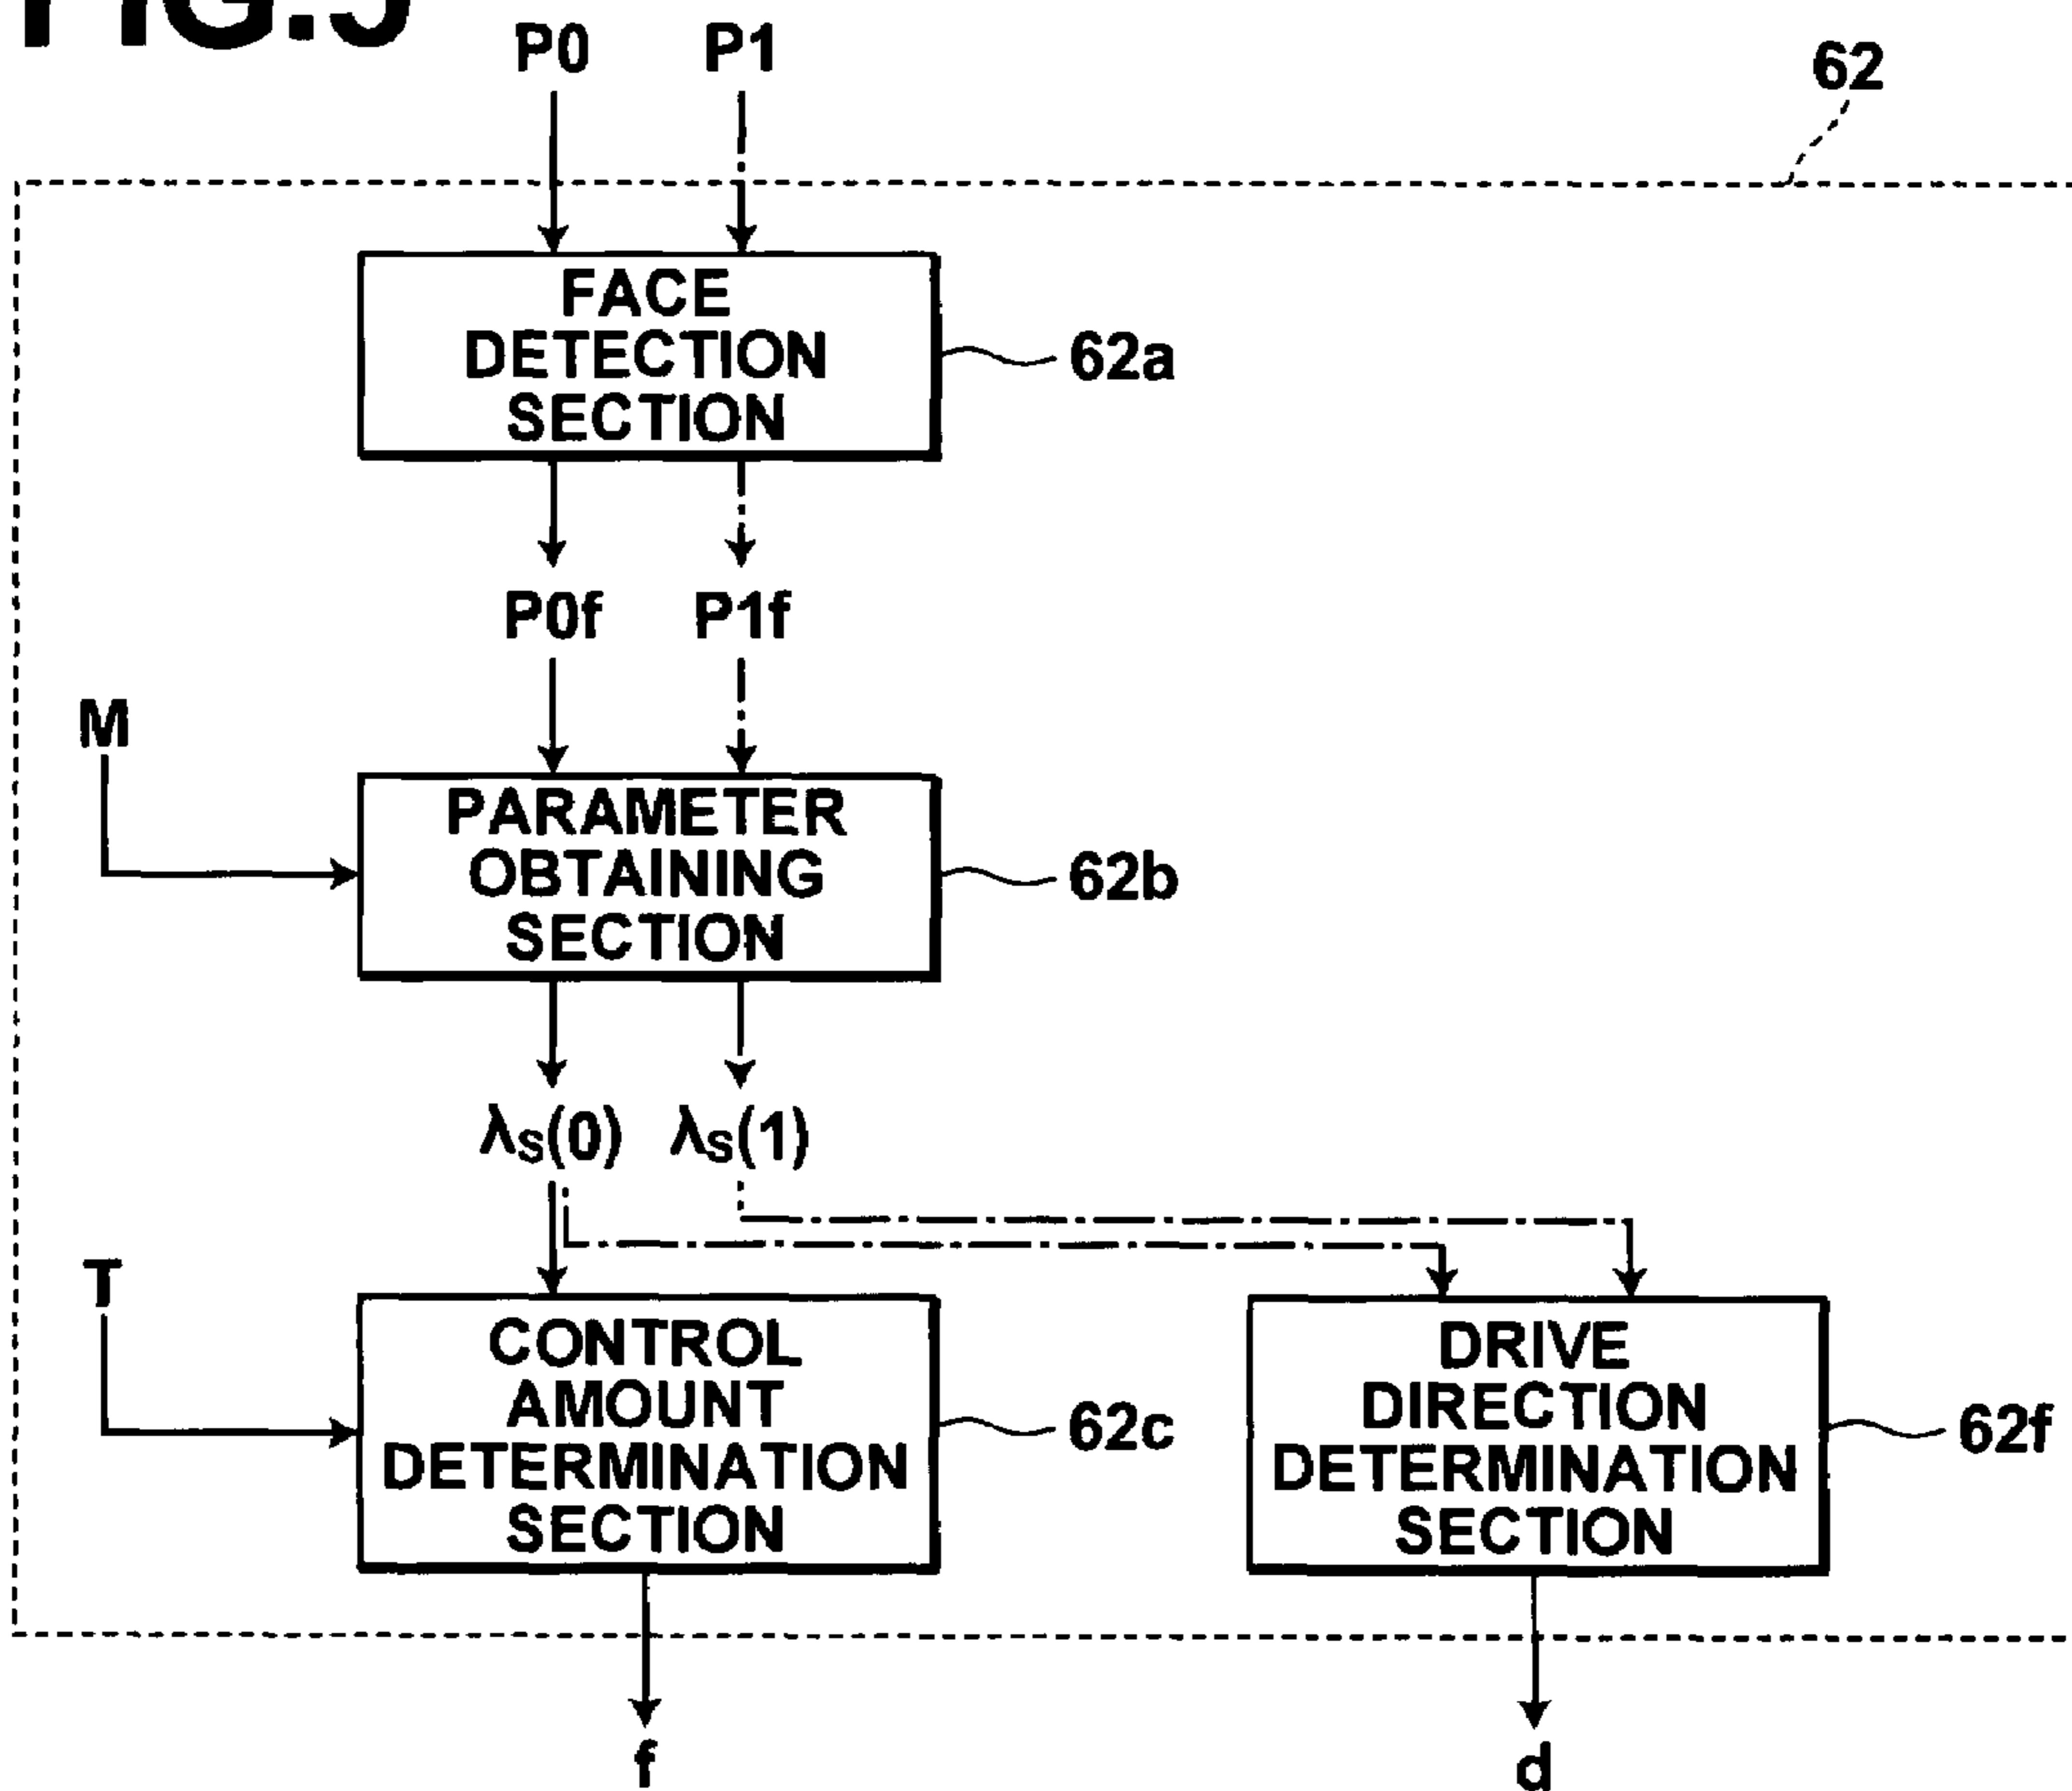 FIG.5
P0 P1
62
FACE
DETECTION
SECTION
62a
P0f P1f
M
PARAMETER
OBTAINING
SECTION
62b
λS(0) λS(1)
T
CONTROL
AMOUNT
DETERMINATION
SECTION
62c
DRIVE
DIRECTION
DETERMINATION
SECTION
62f
f
d